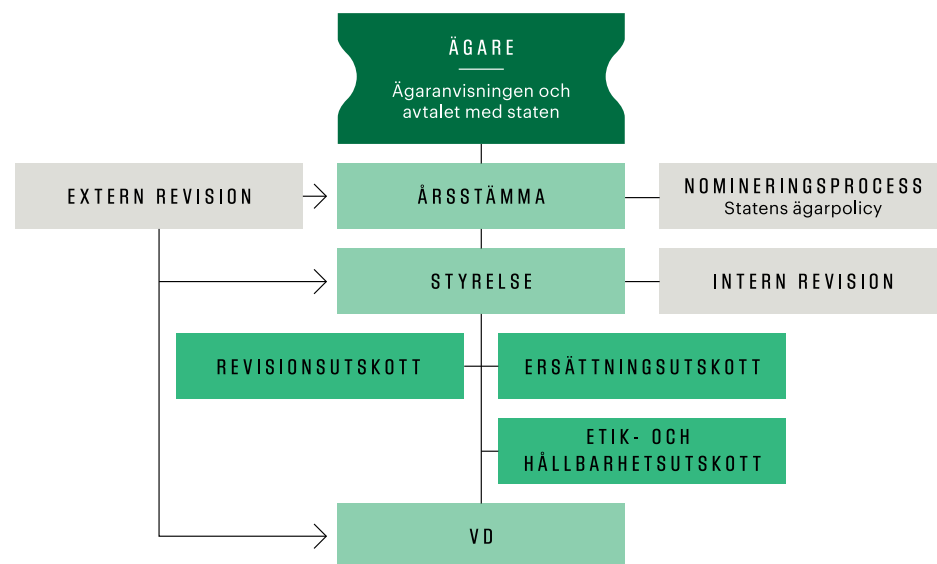 ÄGARE
Ägaranvisningen och
avtalet med staten
EXTERN REVISION
ÅRSSTÄMMA
NOMINERINGSPROCESS
Statens ägarpolicy
STYRELSE
INTERN REVISION
REVISIONSUTSKOTT
ERSÄTTNINGSUTSKOTT
ETIK- OCH
HÅLLBARHETSUTSKOTT
VD